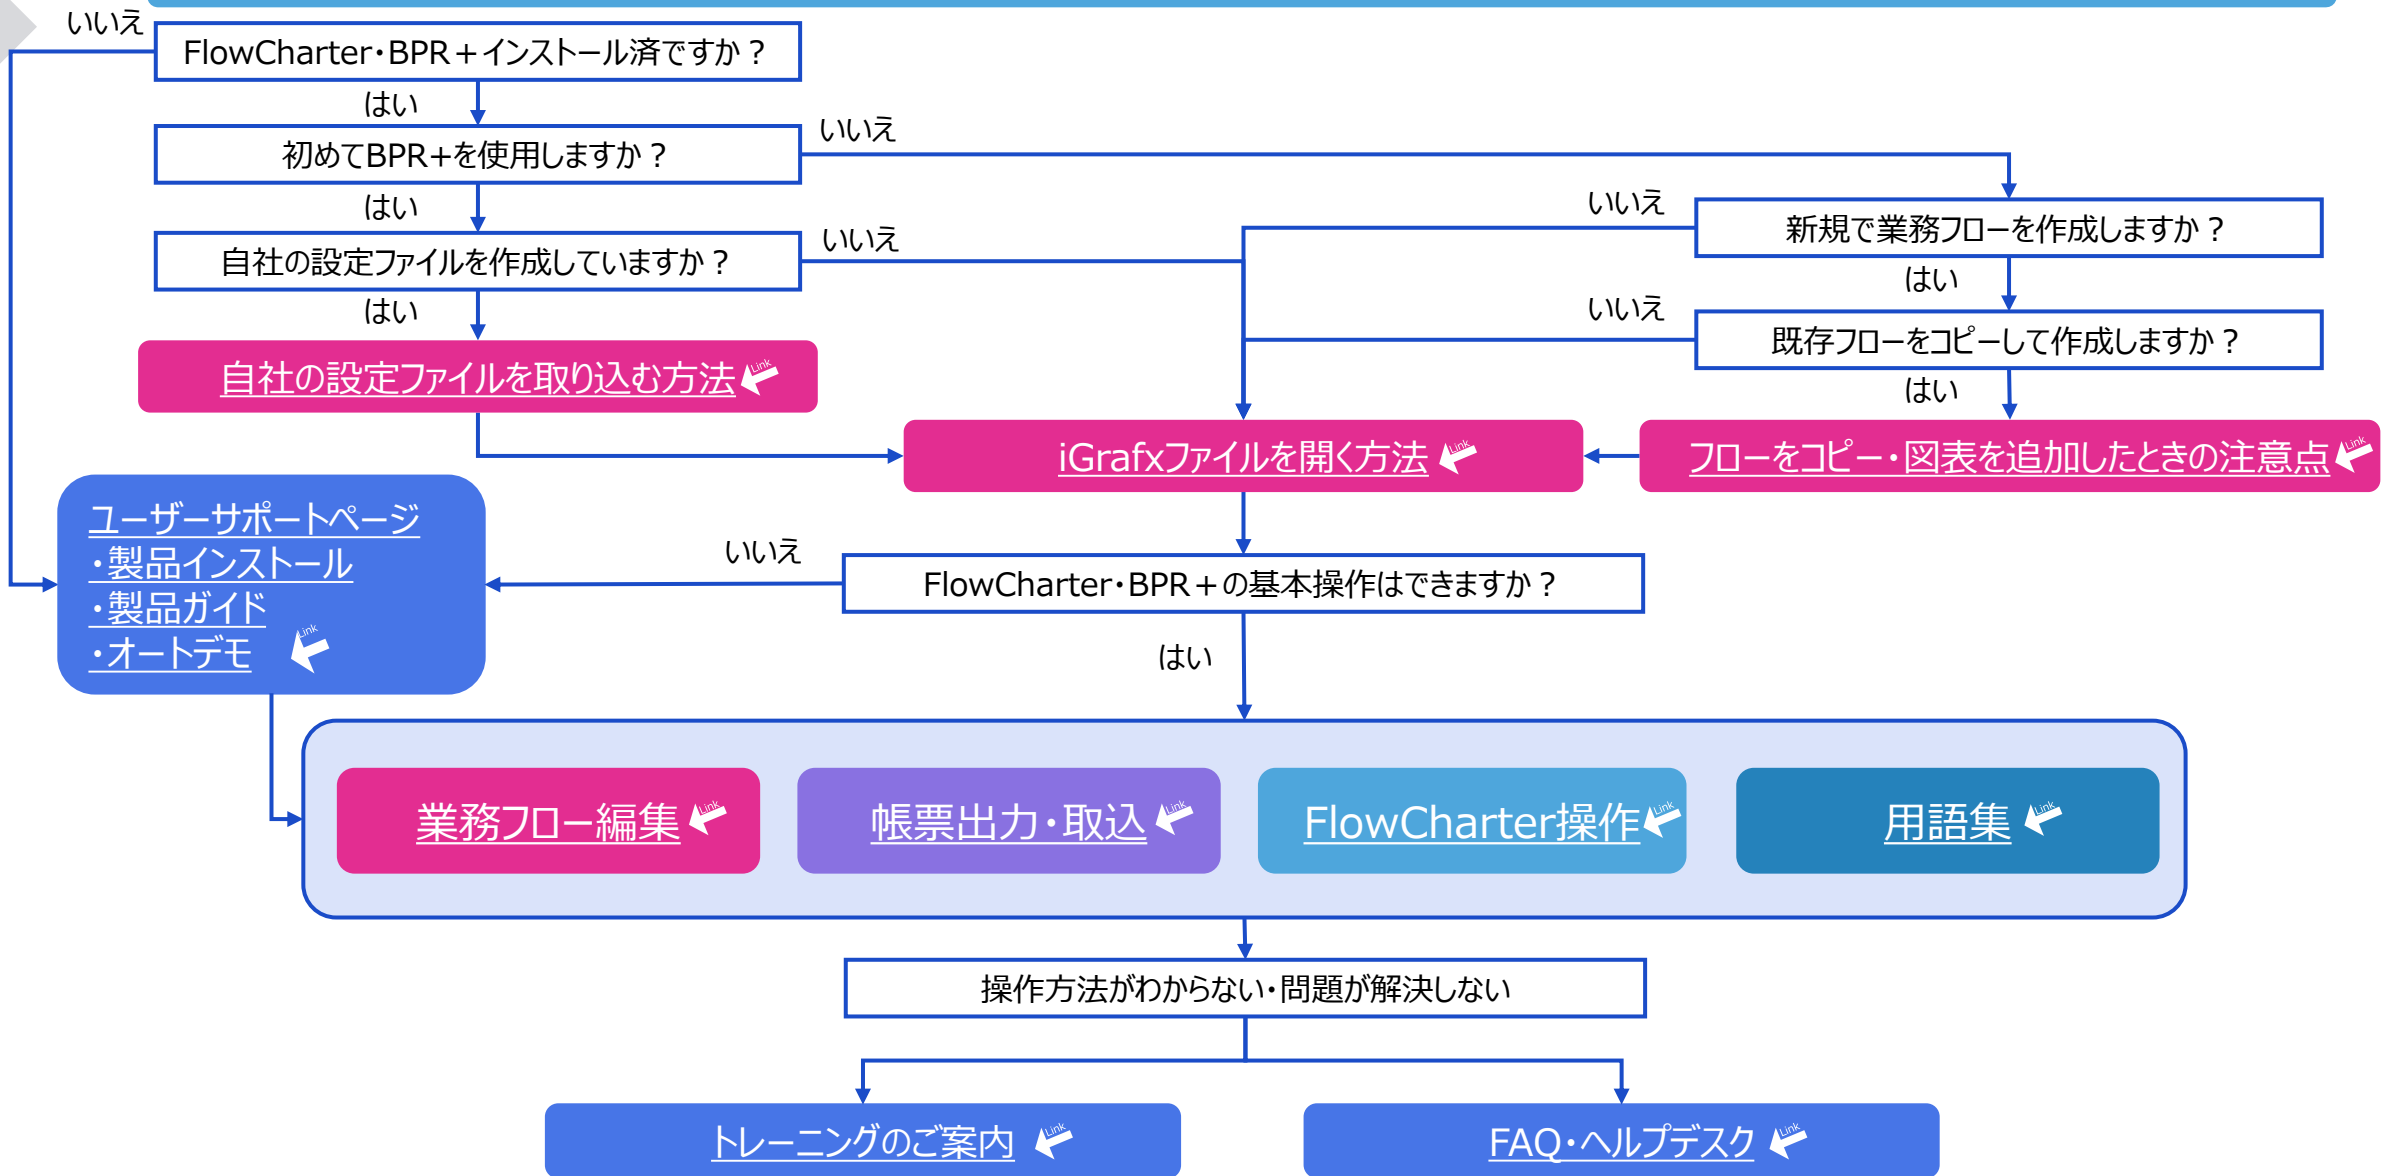 いいえ
FlowCharter・BPR＋インストール済ですか？
はい
初めてBPR+を使用しますか？
いいえ
はい
いいえ
新規で業務フローを作成しますか？
自社の設定ファイルを作成していますか？
いいえ
はい
はい
いいえ
既存フローをコピーして作成しますか？
自社の設定ファイルを取り込む方法
Link
はい
iGrafxファイルを開く方法
Link
フローをコピー・図表を追加したときの注意点
Link
ユーザーサポートページ
・製品インストール
・製品ガイド
・オートデモ
Link
いいえ
FlowCharter・BPR＋の基本操作はできますか？
はい
業務フロー編集
Link
帳票出力・取込
Link
FlowCharter操作
Link
用語集
Link
操作方法がわからない・問題が解決しない
トレーニングのご案内
Link
FAQ・ヘルプデスク
Link